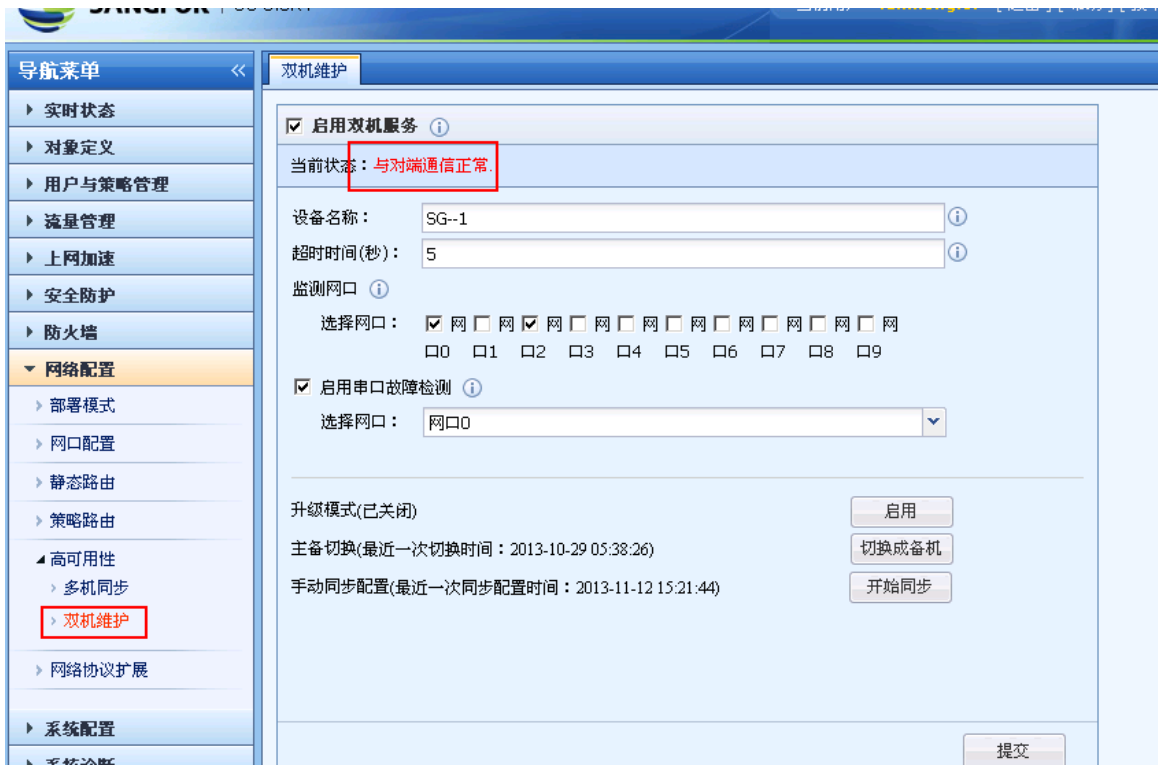 SANGFOR
导航菜单
双机维护
实时状态
对象定义
用户与策略管理
流量管理
上网加速
安全防护
防火墙
网络配置
部署模式
网口配置
静态路由
策略路由
高可用性
多机同步
双机维护
网络协议扩展
系统配置
系统诊断
启用双机服务
当前状态：与对端通信正常.
设备名称： SG--1
超时时间(秒)： 5
监测网口
选择网口： 网 网 网 网 网 网 网 网 网 网
口0 口1 口2 口3 口4 口5 口6 口7 口8 口9
启用串口故障检测
选择网口： 网口0
升级模式(已关闭) 启用
主备切换(最近一次切换时间：2013-10-29 05:38:26) 切换成备机
手动同步配置(最近一次同步配置时间：2013-11-12 15:21:44) 开始同步
提交